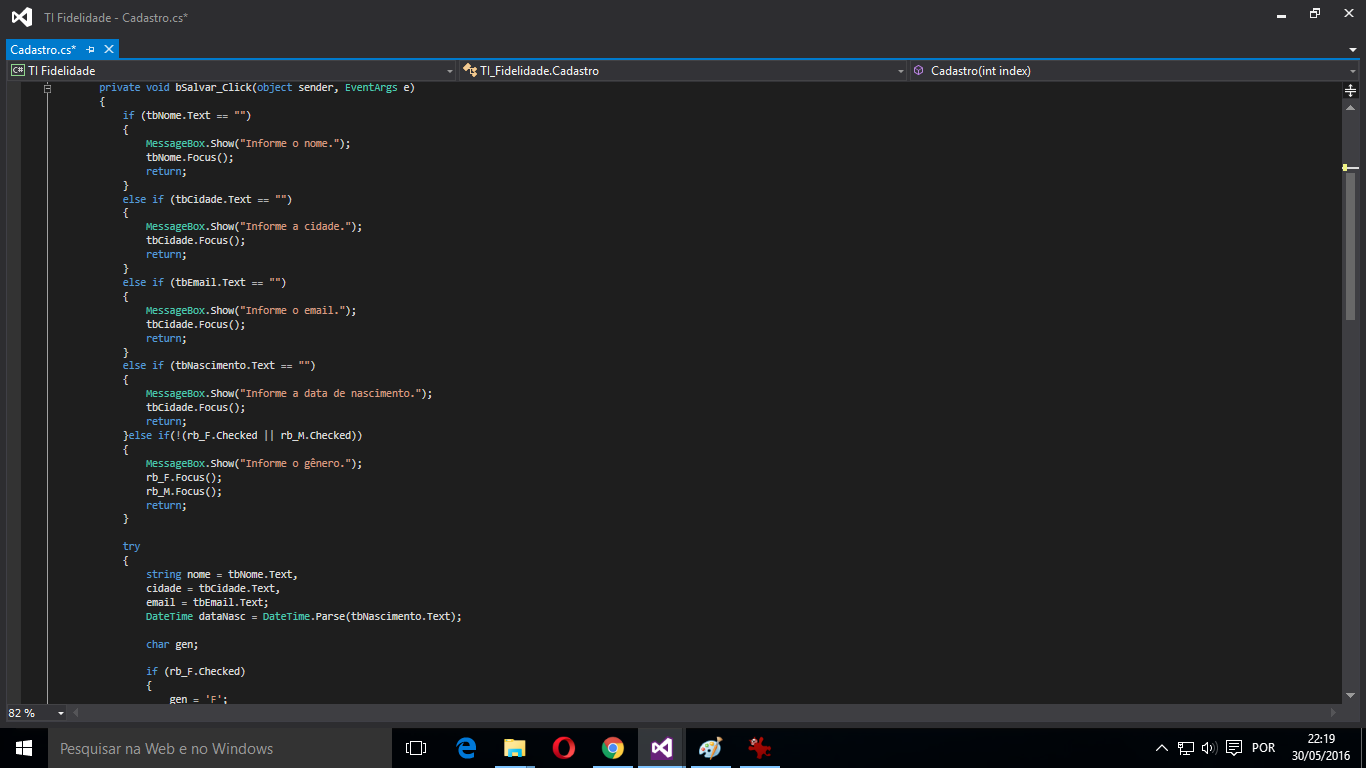 TI Fidelidade - Cadastro.cs*
Cadastro.cs*
C# TI Fidelidade
TI_Fidelidade.Cadastro
Cadastro(int index)
private void bSalvar_Click(object sender, EventArgs e)
{
if (tbNome.Text == "")
{
MessageBox.Show("Informe o nome.");
tbNome.Focus();
return;
}
else if (tbCidade.Text == "")
{
MessageBox.Show("Informe a cidade.");
tbCidade.Focus();
return;
}
else if (tbEmail.Text == "")
{
MessageBox.Show("Informe o email.");
tbCidade.Focus();
return;
}
else if (tbNascimento.Text == "")
{
MessageBox.Show("Informe a data de nascimento.");
tbCidade.Focus();
return;
}else if(!(rb_F.Checked || rb_M.Checked))
{
MessageBox.Show("Informe o gênero.");
rb_F.Focus();
rb_M.Focus();
return;
}
try
{
string nome = tbNome.Text,
cidade = tbCidade.Text,
email = tbEmail.Text;
DateTime dataNasc = DateTime.Parse(tbNascimento.Text);
char gen;
if (rb_F.Checked)
{
gen = 'F';
82 %
Pesquisar na Web e no Windows
POR
22:19
30/05/2016